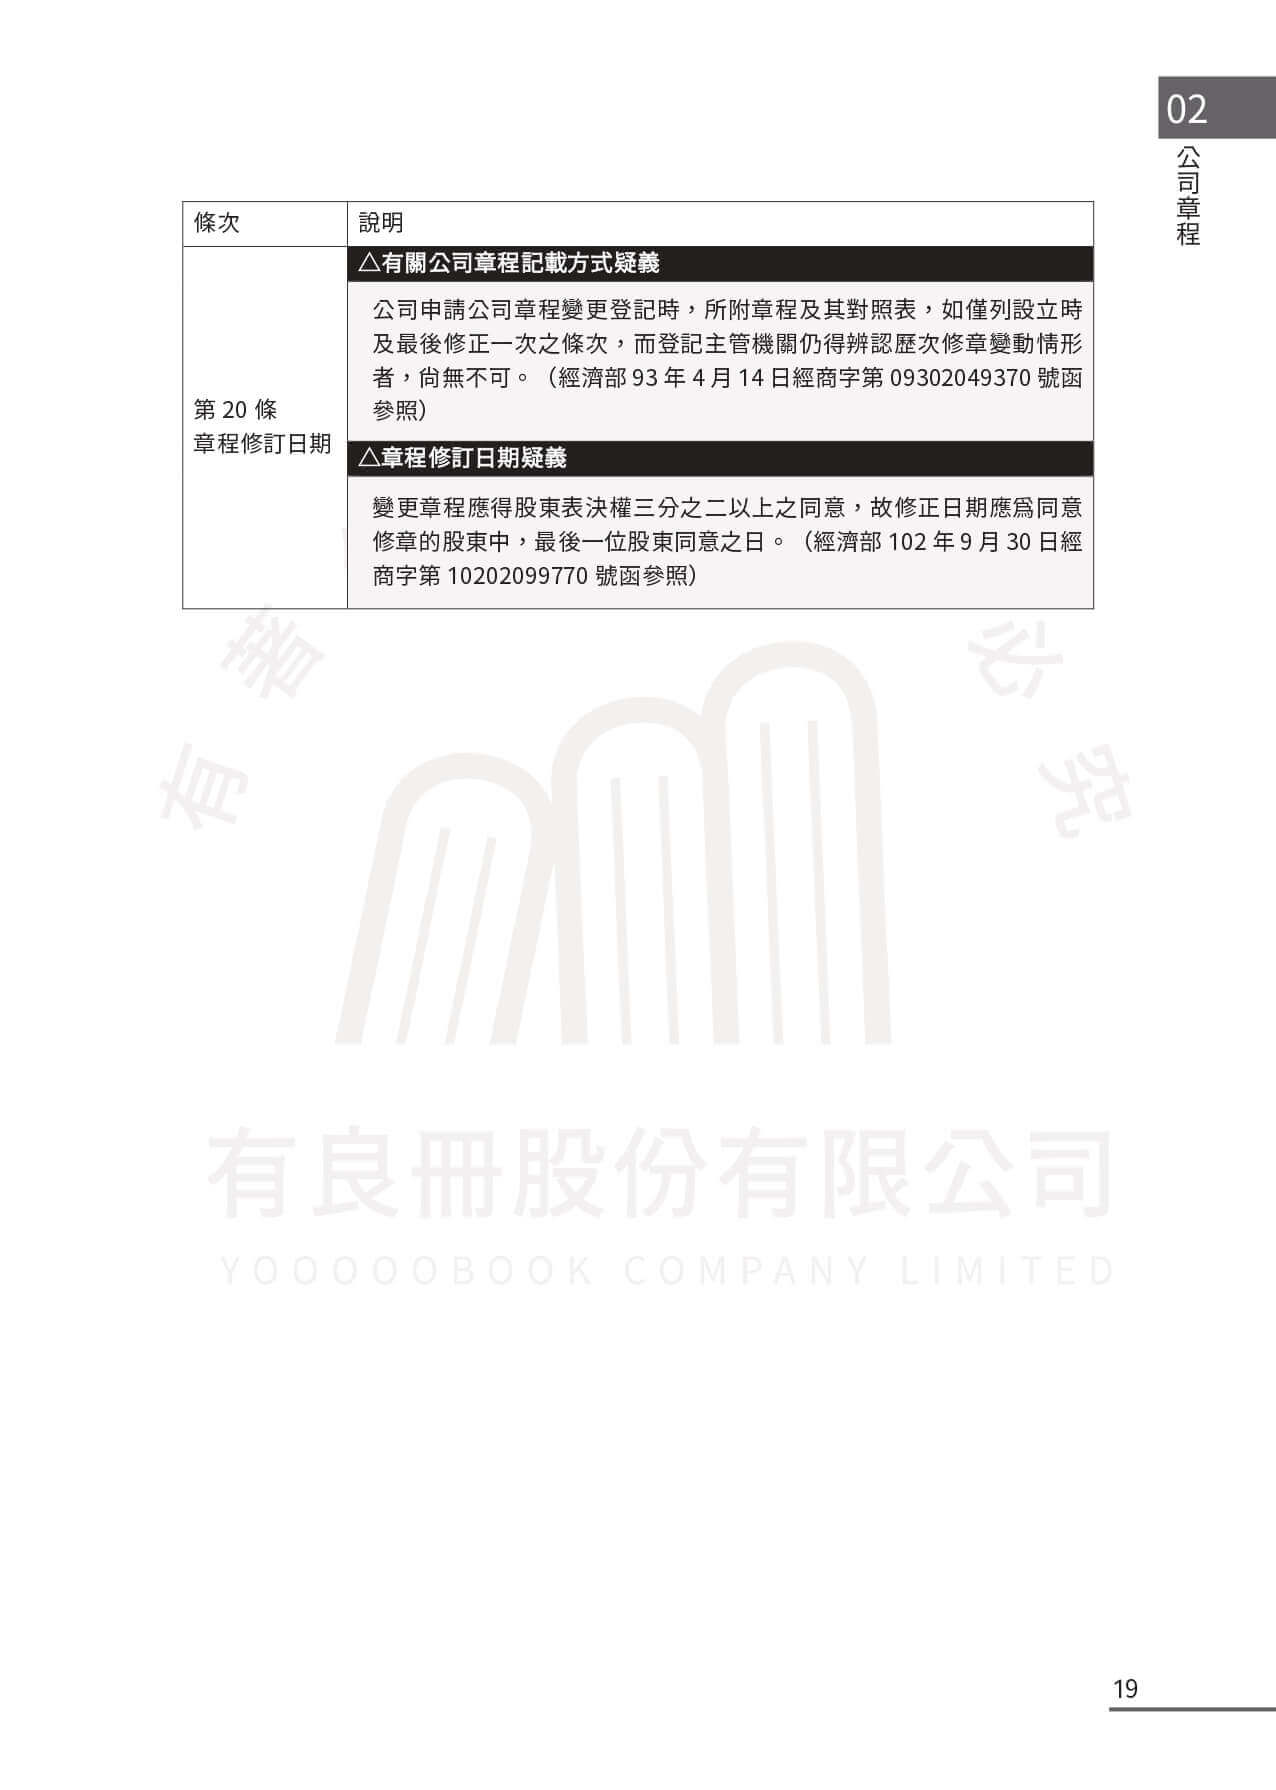 02
公司章程
條次
說明
第 20 條
章程修訂日期
△有關公司章程記載方式疑義
公司申請公司章程變更登記時，所附章程及其對照表，如僅列設立時
及最後修正一次之條次，而登記主管機關仍得辨認歷次修章變動情形
者，尚無不可。（經濟部 93 年 4 月 14 日經商字第 09302049370 號函
參照）
△章程修訂日期疑義
變更章程應得股東表決權三分之二以上之同意，故修正日期應為同意
修章的股東中，最後一位股東同意之日。（經濟部 102 年 9 月 30 日經
商字第 10202099770 號函參照）
有著
必究
有良冊股份有限公司
YOOOOOBOOK COMPANY LIMITED
19